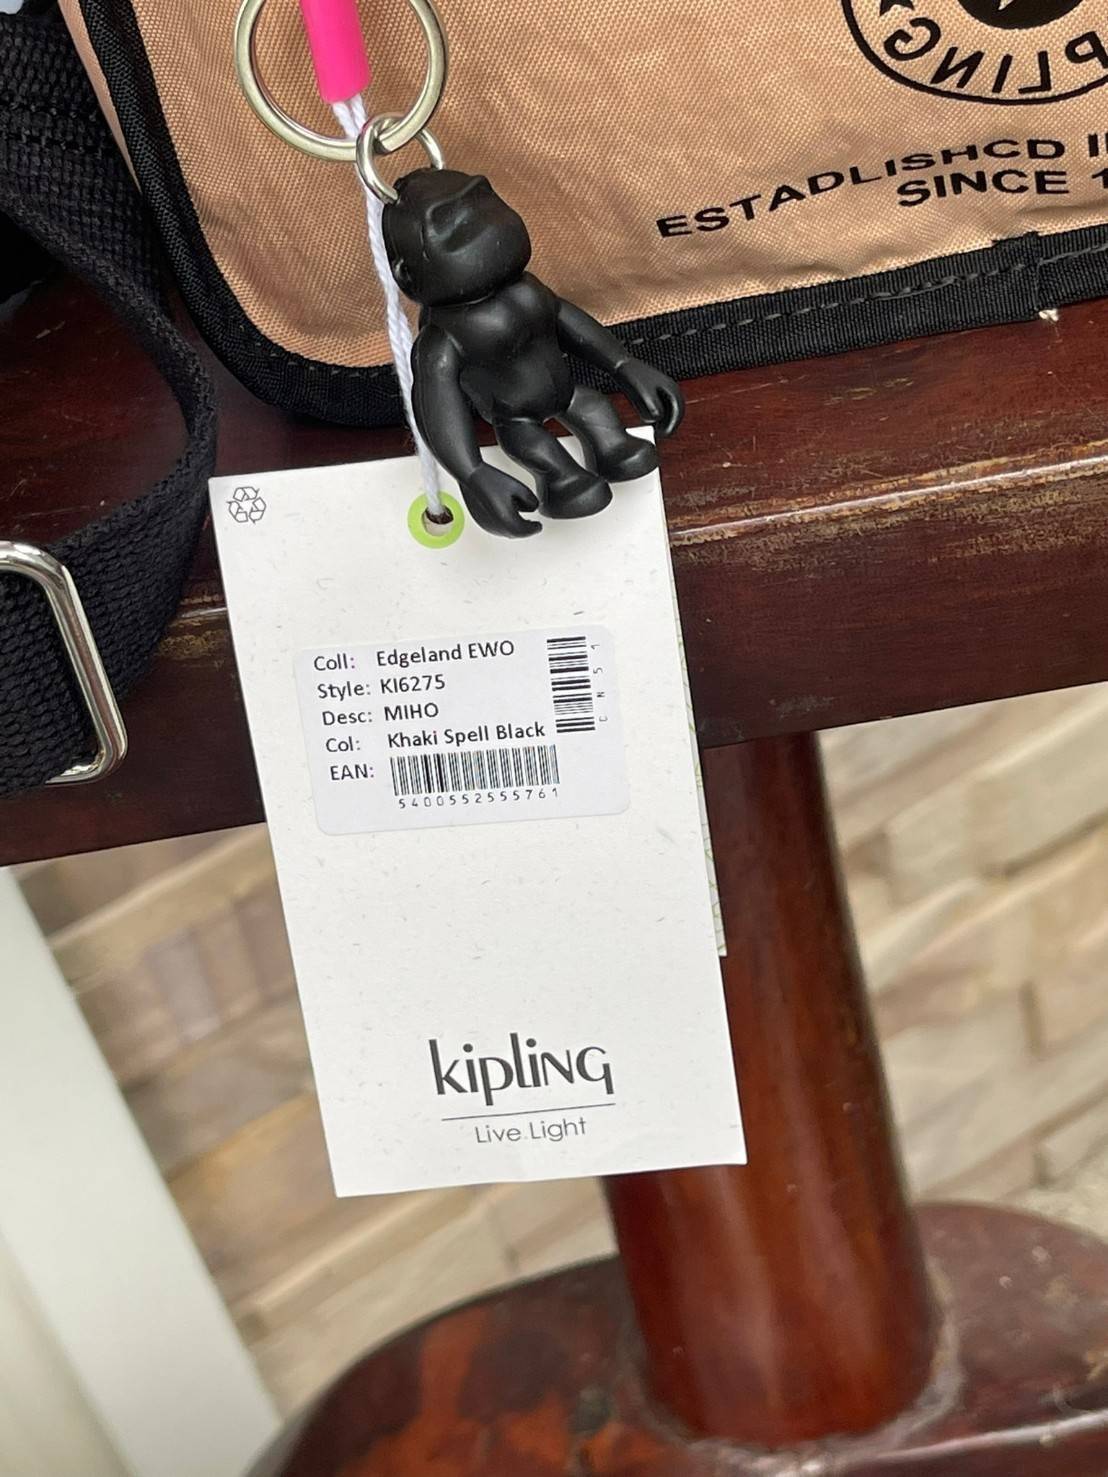 PLING
ESTADLISHCD I
SINCE 1
Coll: Edgeland EWO
Style: KI6275
Desc: MIHO
Col: Khaki Spell Black
EAN:
5400552555761
CN51
kipling
Live.Light